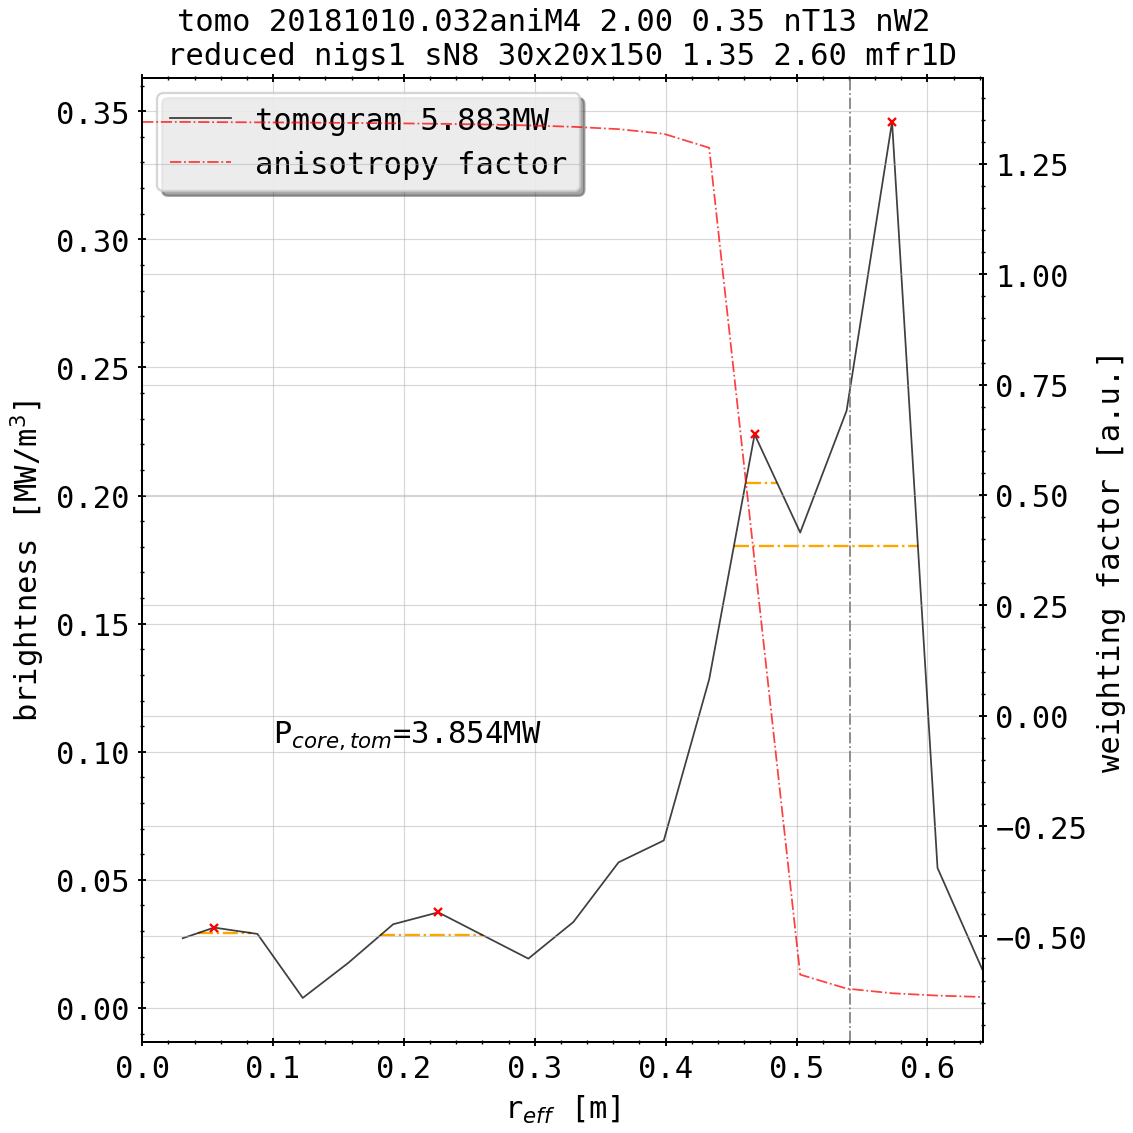 tomo 20181010.032aniM4 2.00 0.35 nT13 nW2
reduced nigs1 sN8 30x20x150 1.35 2.60 mfr1D
tomogram 5.883MW
anisotropy factor
brightness [MW/m³]
0.35
0.30
0.25
0.20
0.15
0.10
0.05
0.00
P_core,tom=3.854MW
1.25
1.00
0.75
0.50
0.25
0.00
−0.25
−0.50
weighting factor [a.u.]
0.0 0.1 0.2 0.3 0.4 0.5 0.6
r_eff [m]